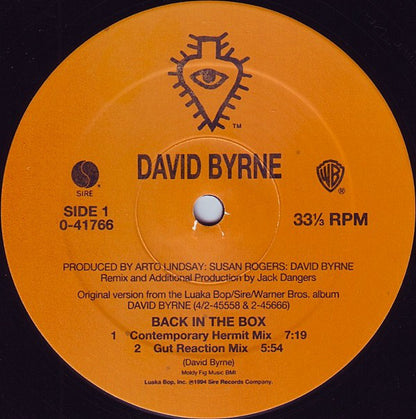 ™
DAVID BYRNE
SIRE®
WB®
SIDE 1
0-41766
33⅓ RPM
PRODUCED BY ARTO LINDSAY: SUSAN ROGERS: DAVID BYRNE
Remix and Additional Production by Jack Dangers
Original version from the Luaka Bop/Sire/Warner Bros. album
DAVID BYRNE (4/2-45558 & 2-45666)
BACK IN THE BOX
1 Contemporary Hermit Mix 7:19
2 Gut Reaction Mix 5:54
(David Byrne)
Moldy Fig Music BMI
Luaka Bop, Inc. ℗1994 Sire Records Company.